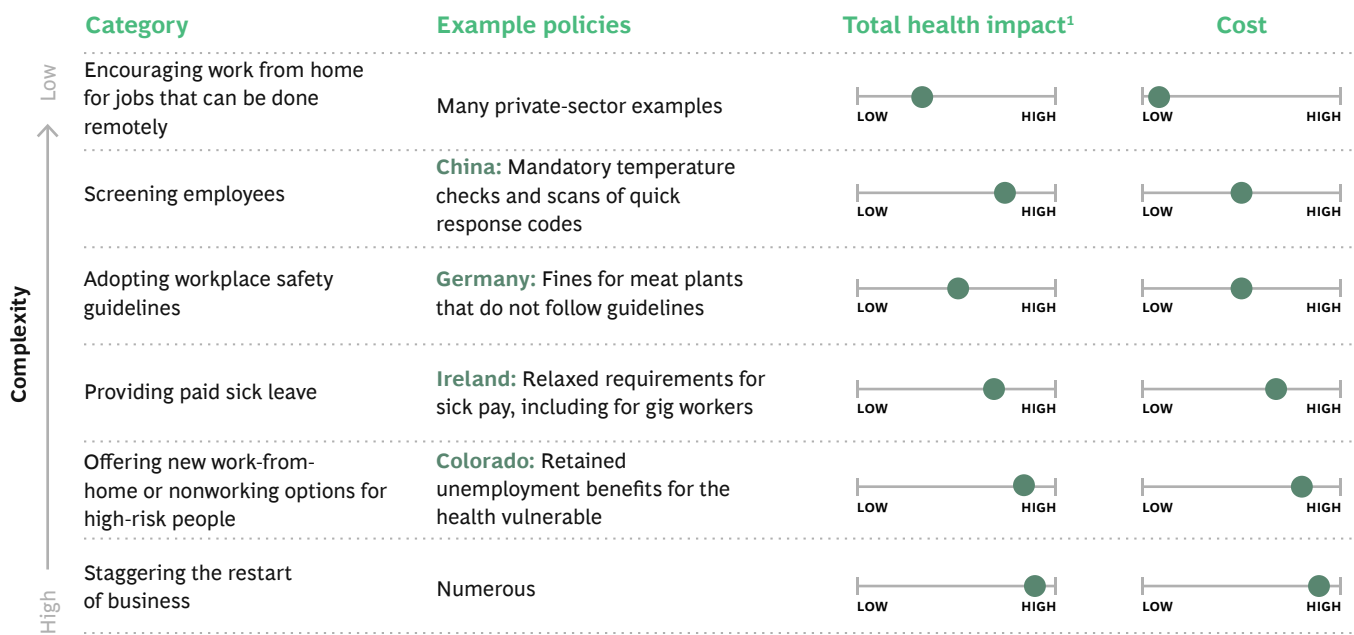 Category
Example policies
Total health impact¹
Cost
Complexity
Low
High
Encouraging work from home
for jobs that can be done
remotely
Many private-sector examples
LOW
HIGH
LOW
HIGH
Screening employees
China: Mandatory temperature
checks and scans of quick
response codes
LOW
HIGH
LOW
HIGH
Adopting workplace safety
guidelines
Germany: Fines for meat plants
that do not follow guidelines
LOW
HIGH
LOW
HIGH
Providing paid sick leave
Ireland: Relaxed requirements for
sick pay, including for gig workers
LOW
HIGH
LOW
HIGH
Offering new work-from-
home or nonworking options for
high-risk people
Colorado: Retained
unemployment benefits for the
health vulnerable
LOW
HIGH
LOW
HIGH
Staggering the restart
of business
Numerous
LOW
HIGH
LOW
HIGH